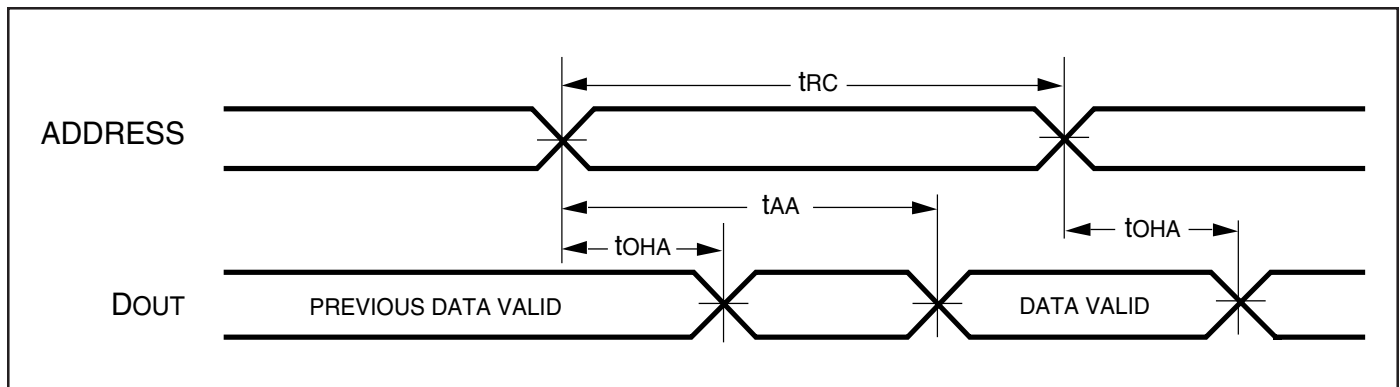 tRC
ADDRESS
tAA
tOHA
tOHA
DOUT
PREVIOUS DATA VALID
DATA VALID